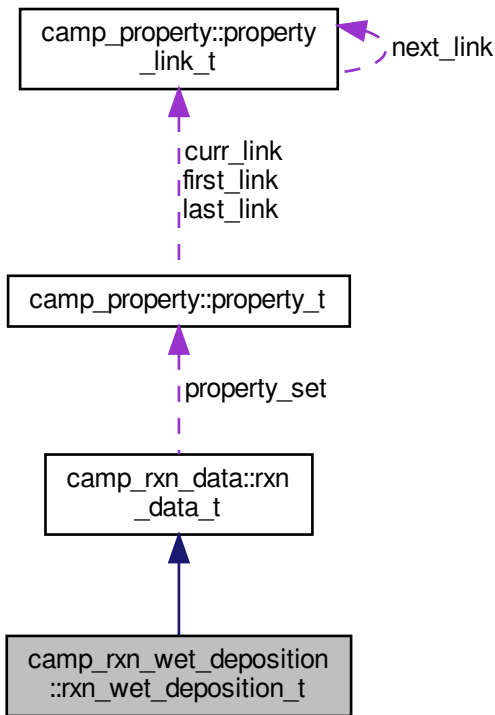 camp_property::property
_link_t
next_link
curr_link
first_link
last_link
camp_property::property_t
property_set
camp_rxn_data::rxn
_data_t
camp_rxn_wet_deposition
::rxn_wet_deposition_t